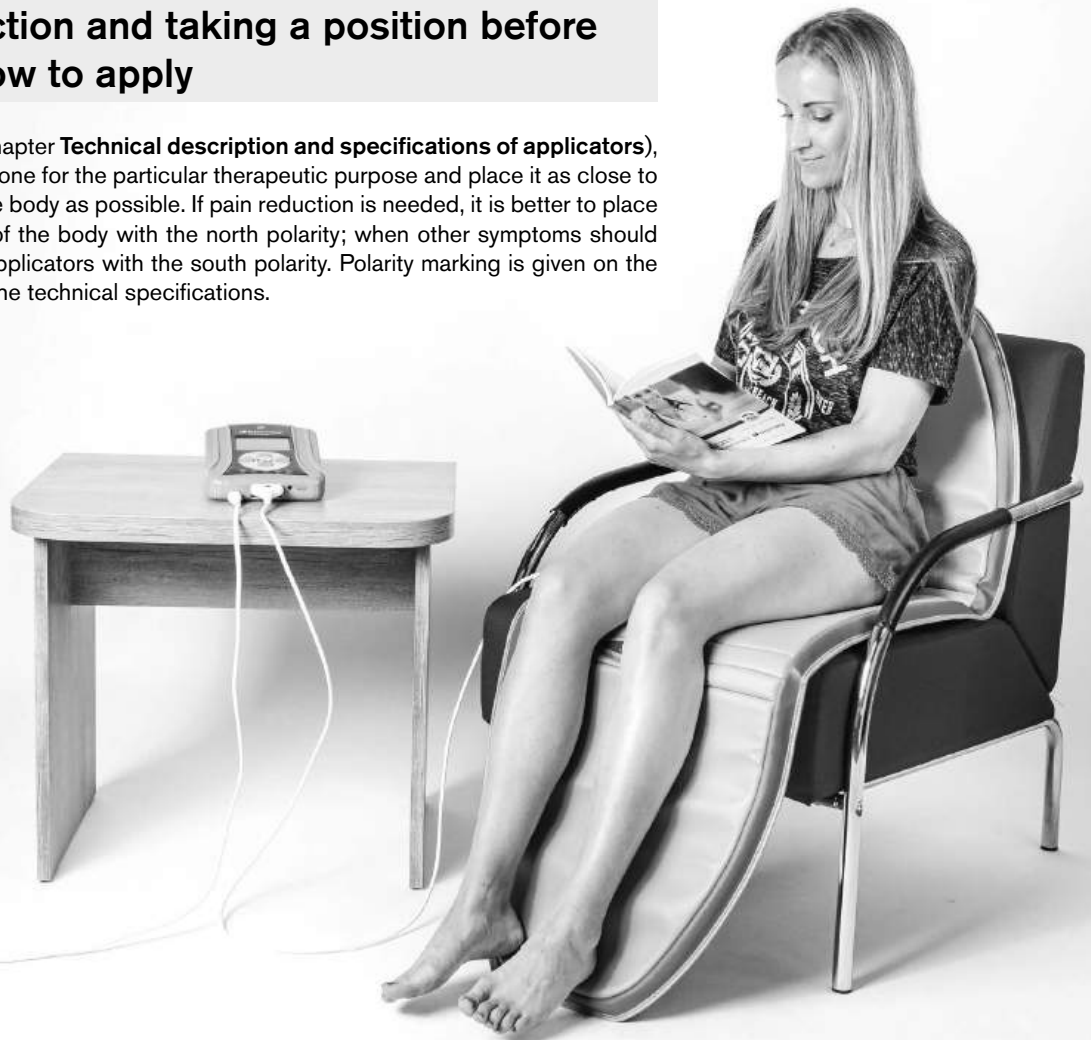 ction and taking a position before
ow to apply
hapter Technical description and specifications of applicators),
one for the particular therapeutic purpose and place it as close to
e body as possible. If pain reduction is needed, it is better to place
of the body with the north polarity; when other symptoms should
pplicators with the south polarity. Polarity marking is given on the
ne technical specifications.